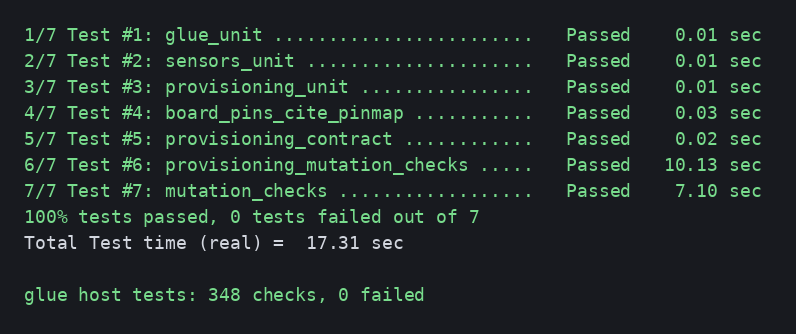 1/7 Test #1: glue_unit ........................   Passed    0.01 sec
2/7 Test #2: sensors_unit .....................   Passed    0.01 sec
3/7 Test #3: provisioning_unit ................   Passed    0.01 sec
4/7 Test #4: board_pins_cite_pinmap ...........   Passed    0.03 sec
5/7 Test #5: provisioning_contract ............   Passed    0.02 sec
6/7 Test #6: provisioning_mutation_checks .....   Passed   10.13 sec
7/7 Test #7: mutation_checks ..................   Passed    7.10 sec
100% tests passed, 0 tests failed out of 7
Total Test time (real) =  17.31 sec

glue host tests: 348 checks, 0 failed